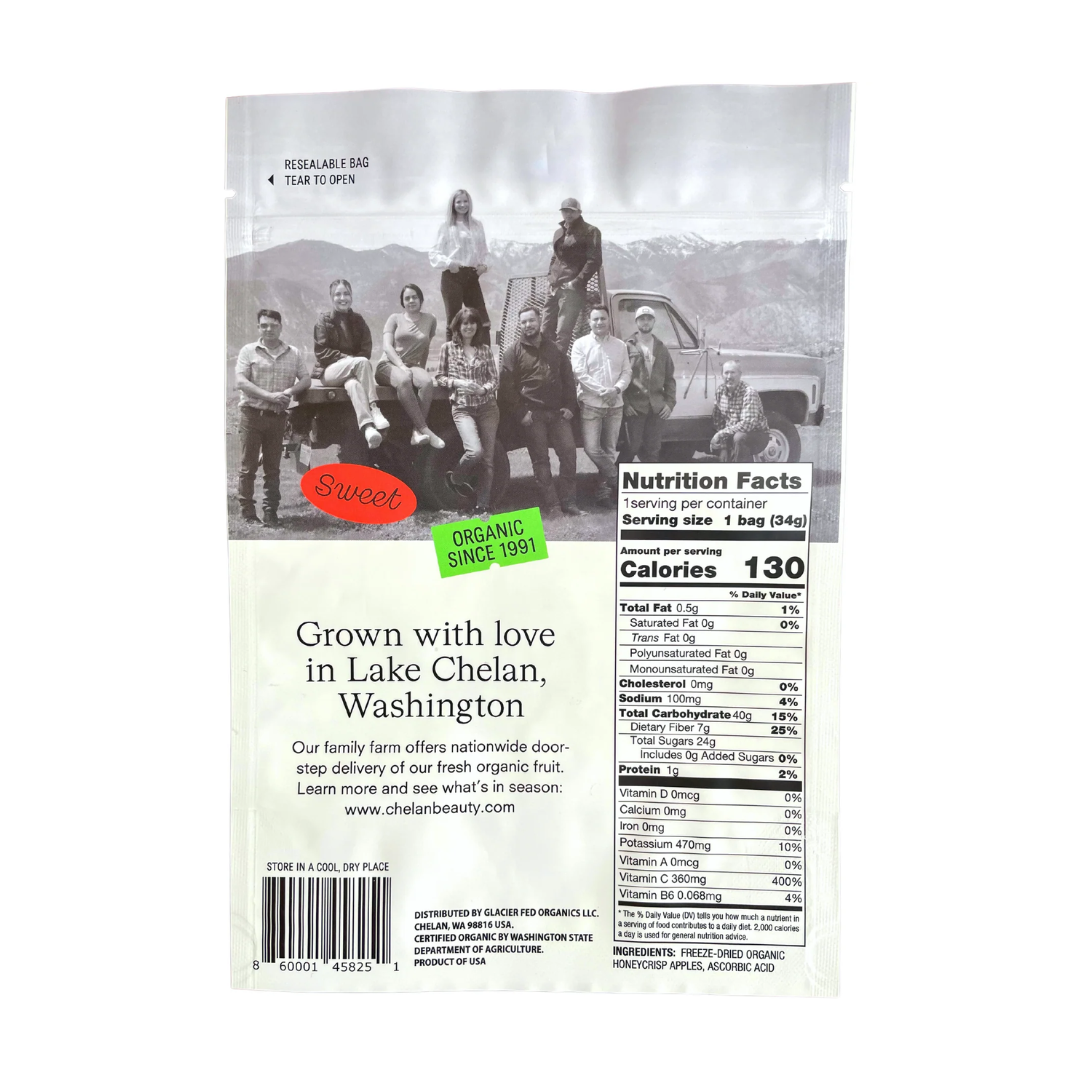 RESEALABLE BAG
TEAR TO OPEN
Sweet
ORGANIC
SINCE 1991
Grown with love
in Lake Chelan,
Washington
Our family farm offers nationwide door-
step delivery of our fresh organic fruit.
Learn more and see what's in season:
www.chelanbeauty.com
STORE IN A COOL, DRY PLACE
8 60001 45825 1
DISTRIBUTED BY GLACIER FED ORGANICS LLC.
CHELAN, WA 98816 USA.
CERTIFIED ORGANIC BY WASHINGTON STATE
DEPARTMENT OF AGRICULTURE.
PRODUCT OF USA
Nutrition Facts
1serving per container
Serving size 1 bag (34g)
Amount per serving
Calories 130
% Daily Value*
Total Fat 0.5g 1%
Saturated Fat 0g 0%
Trans Fat 0g
Polyunsaturated Fat 0g
Monounsaturated Fat 0g
Cholesterol 0mg 0%
Sodium 100mg 4%
Total Carbohydrate 40g 15%
Dietary Fiber 7g 25%
Total Sugars 24g
Includes 0g Added Sugars 0%
Protein 1g 2%
Vitamin D 0mcg 0%
Calcium 0mg 0%
Iron 0mg 0%
Potassium 470mg 10%
Vitamin A 0mcg 0%
Vitamin C 360mg 400%
Vitamin B6 0.068mg 4%
* The % Daily Value (DV) tells you how much a nutrient in
a serving of food contributes to a daily diet. 2,000 calories
a day is used for general nutrition advice.
INGREDIENTS: FREEZE-DRIED ORGANIC
HONEYCRISP APPLES, ASCORBIC ACID